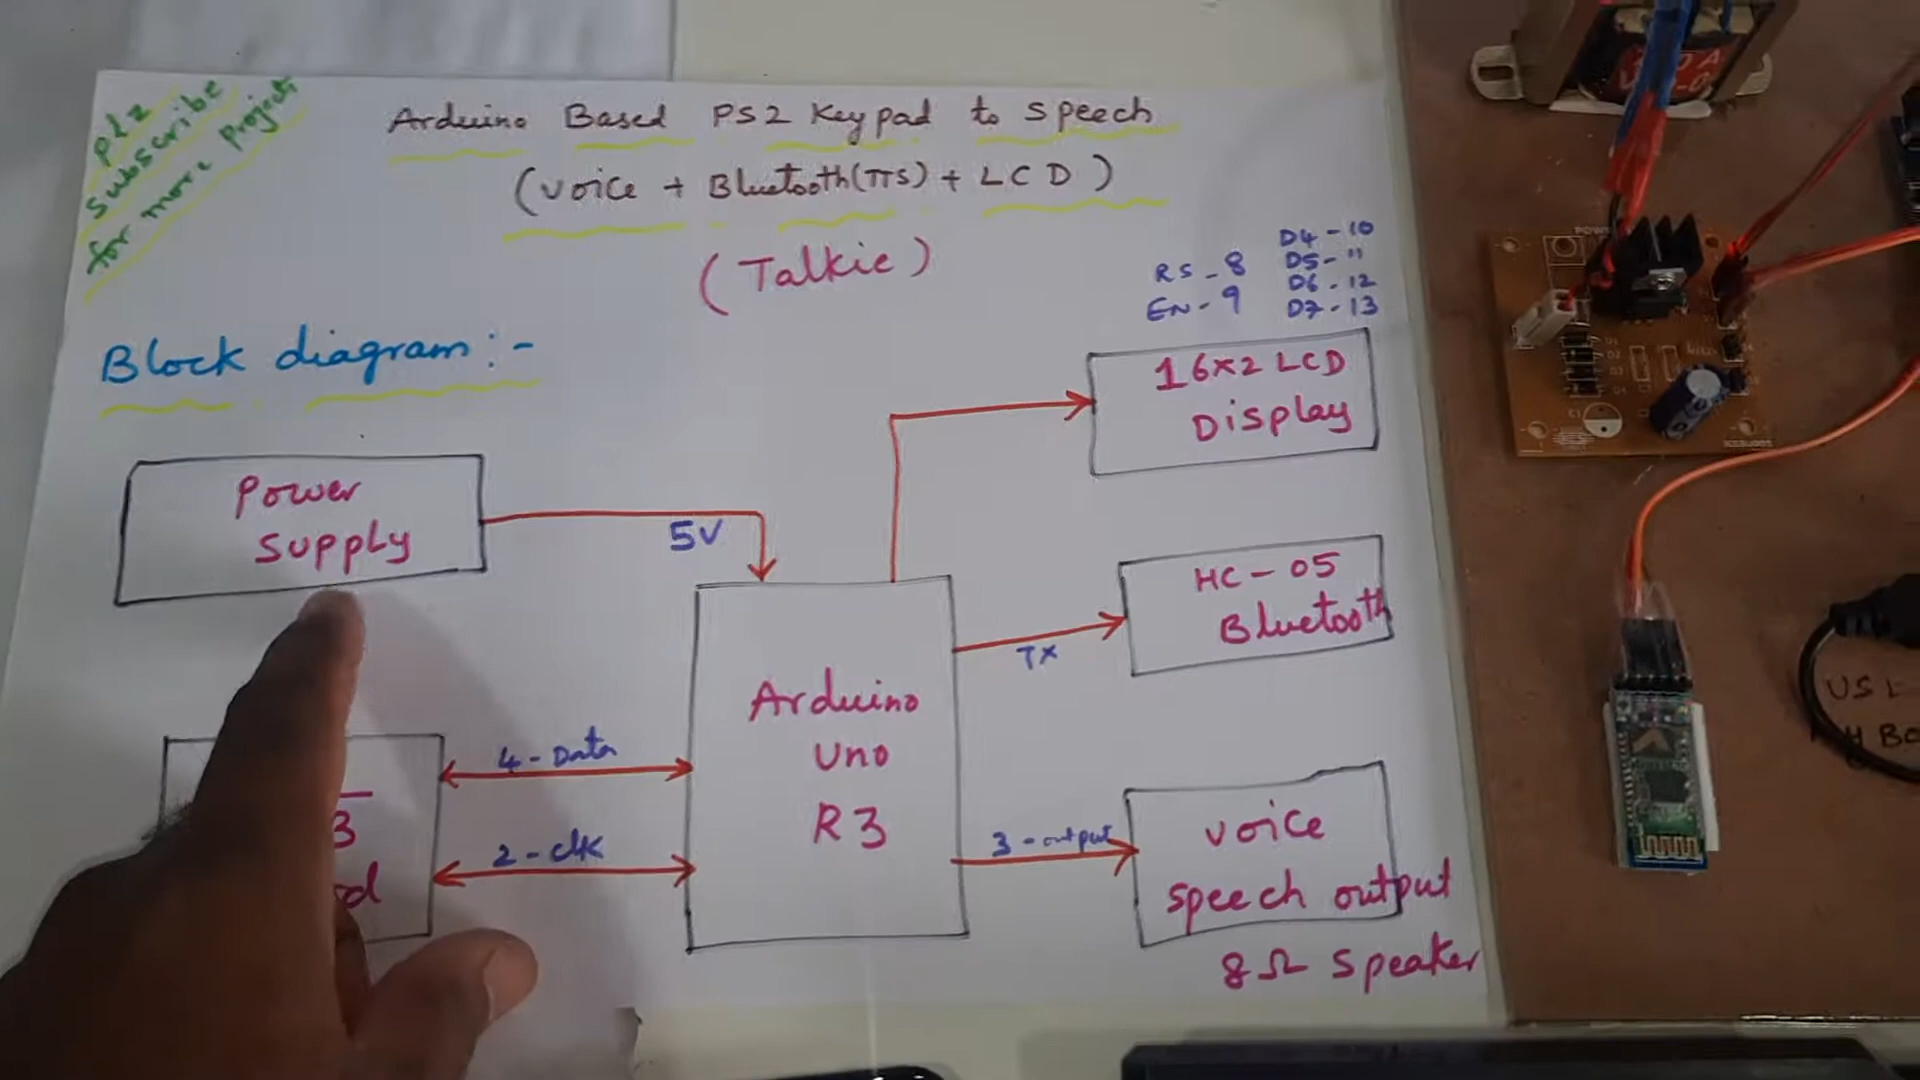 Plz
subscribe
for more Projects
Arduino Based PS2 Keypad to Speech
(voice + Bluetooth(TTS) + LCD)
(Talkie)
RS - 8
EN - 9
D4 - 10
D5 - 11
D6 - 12
D7 - 13
Block diagram:-
16x2 LCD
Display
Power
Supply
5V
HC - 05
Bluetooth
TX
Arduino
Uno
R3
4 - Data
2 - clk
3 - output
voice
speech output
8Ω Speaker